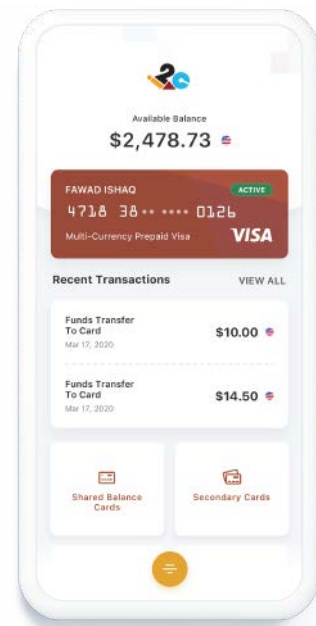 i2c
Available Balance
$2,478.73
FAWAD ISHAQ
ACTIVE
4718 38•• •••• 0126
Multi-Currency Prepaid Visa
VISA
Recent Transactions
VIEW ALL
Funds Transfer
To Card
$10.00
Mar 17, 2020
Funds Transfer
To Card
$14.50
Mar 17, 2020
Shared Balance
Cards
Secondary Cards